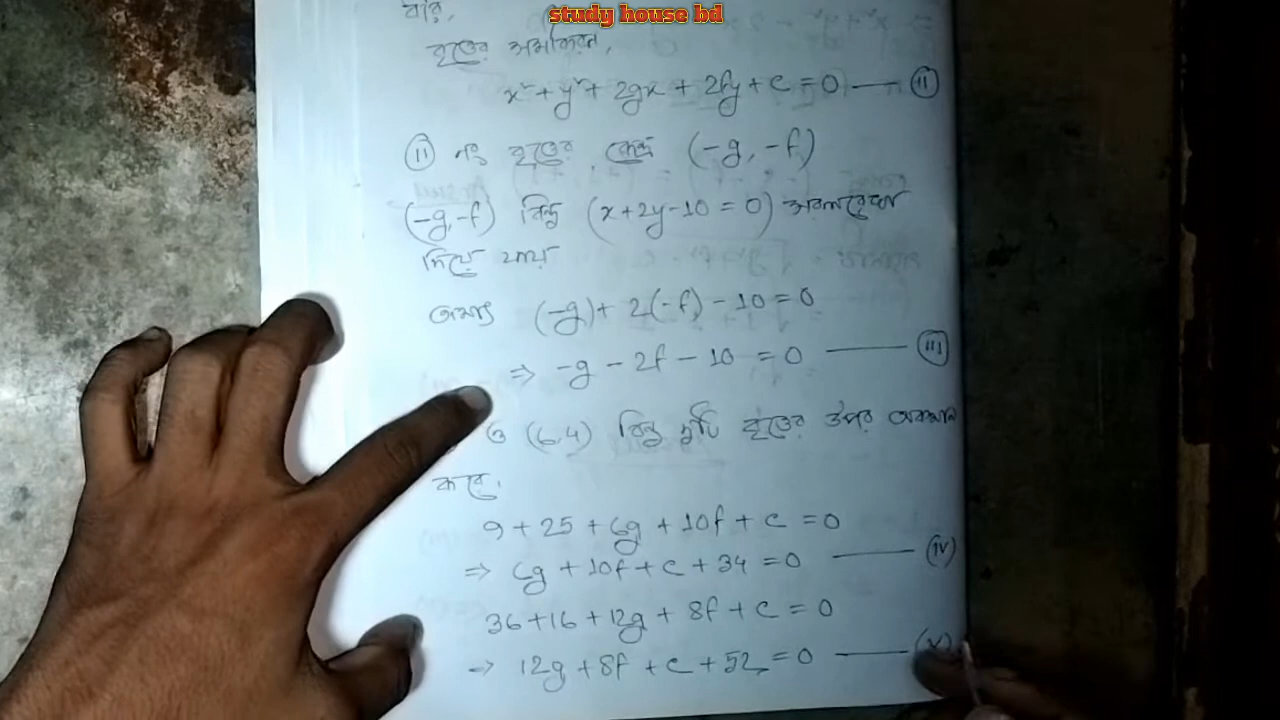 study house bd
বৃত্তের সমীকরণ,
x² + y² + 2gx + 2fy + c = 0 —— (ii)
(ii) নং বৃত্তের কেন্দ্র (-g, -f)
(-g, -f) বিন্দু (x + 2y - 10 = 0) সরলরেখা
দিয়ে যায়
(-g) + 2(-f) - 10 = 0
⇒ -g - 2f - 10 = 0 —— (iii)
ও (6,4) বিন্দু দুটি বৃত্তের উপর অবস্থান
করে,
9 + 25 + 6g + 10f + c = 0
⇒ 6g + 10f + c + 34 = 0 —— (iv)
36 + 16 + 12g + 8f + c = 0
⇒ 12g + 8f + c + 52 = 0 —— (v)